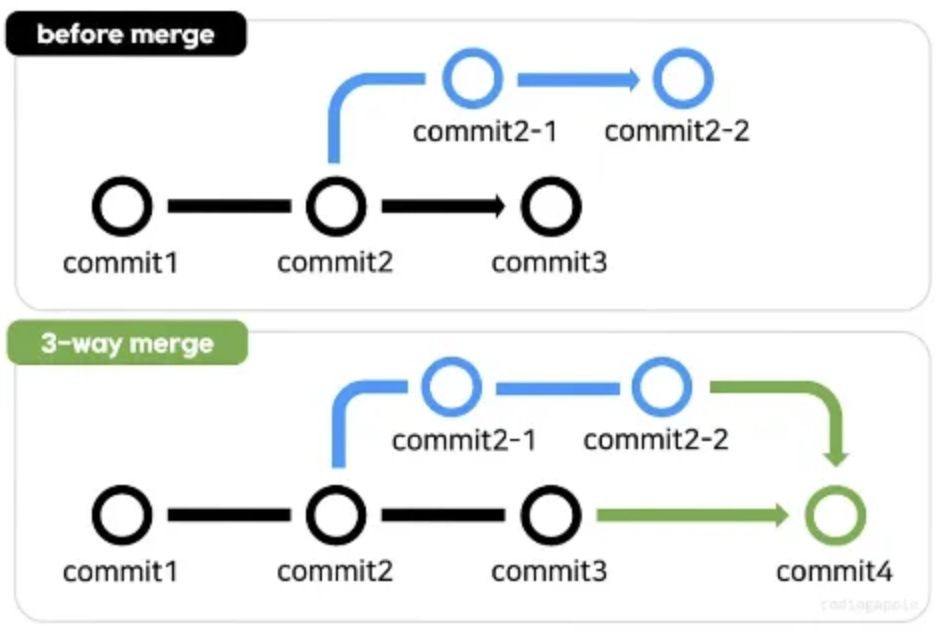 before merge
commit2-1 commit2-2
commit1 commit2 commit3
3-way merge
commit2-1 commit2-2
commit1 commit2 commit3 commit4
codingapple